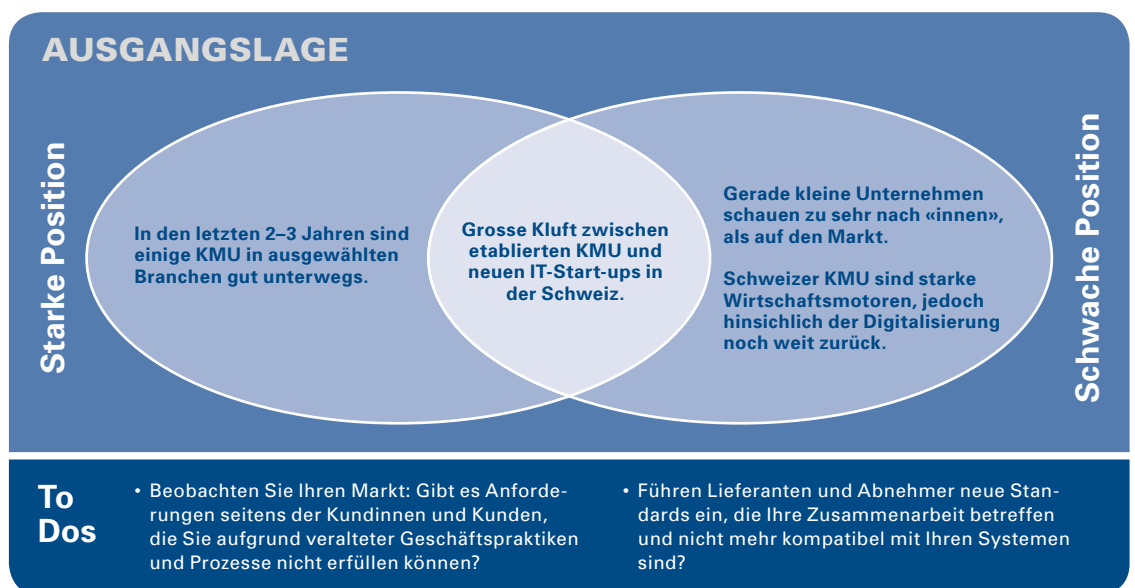 AUSGANGSLAGE
Starke Position
In den letzten 2–3 Jahren sind
einige KMU in ausgewählten
Branchen gut unterwegs.
Grosse Kluft zwischen
etablierten KMU und
neuen IT-Start-ups in
der Schweiz.
Gerade kleine Unternehmen
schauen zu sehr nach «innen»,
als auf den Markt.
Schweizer KMU sind starke
Wirtschaftsmotoren, jedoch
hinsichlich der Digitalisierung
noch weit zurück.
Schwache Position
To
Dos
• Beobachten Sie Ihren Markt: Gibt es Anforde-
rungen seitens der Kundinnen und Kunden,
die Sie aufgrund veralteter Geschäftspraktiken
und Prozesse nicht erfüllen können?
• Führen Lieferanten und Abnehmer neue Stan-
dards ein, die Ihre Zusammenarbeit betreffen
und nicht mehr kompatibel mit Ihren Systemen
sind?